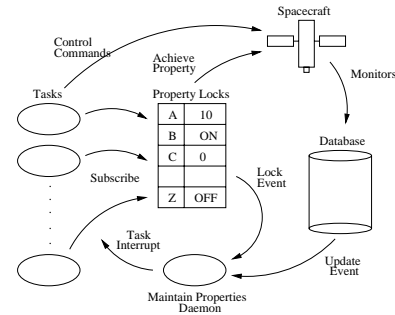 Spacecraft
Control
Commands
Achieve
Property
Monitors
Tasks
Property Locks
A 10
B ON
C 0
Z OFF
Database
Subscribe
Lock
Event
Task
Interrupt
Update
Event
Maintain Properties
Daemon